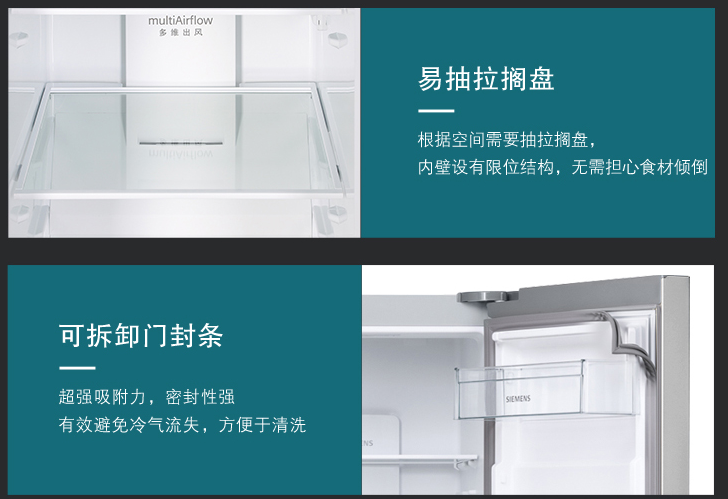 multiAirflow
多维出风
易抽拉搁盘
根据空间需要抽拉搁盘，
内壁设有限位结构，无需担心食材倾倒
可拆卸门封条
超强吸附力，密封性强
有效避免冷气流失，方便于清洗
SIEMENS
ENS